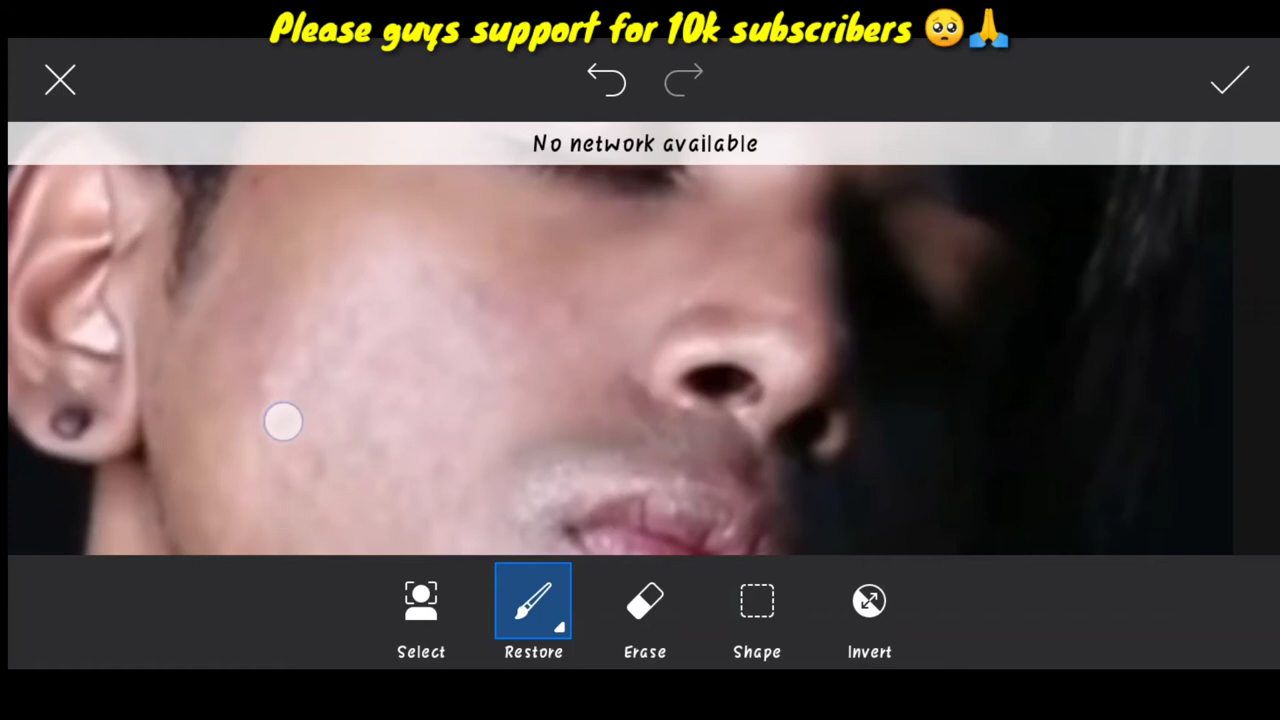 Please guys support for 10k subscribers 🥺🙏
No network available
Select
Restore
Erase
Shape
Invert